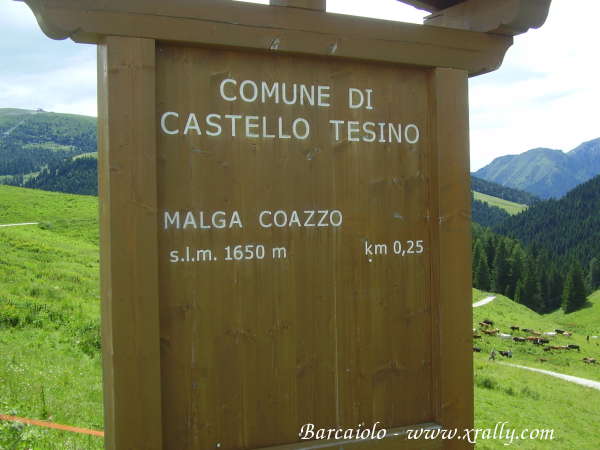 COMUNE DI
CASTELLO TESINO
MALGA COAZZO
s.l.m. 1650 m km 0,25
Barcaiolo - www.xrally.com